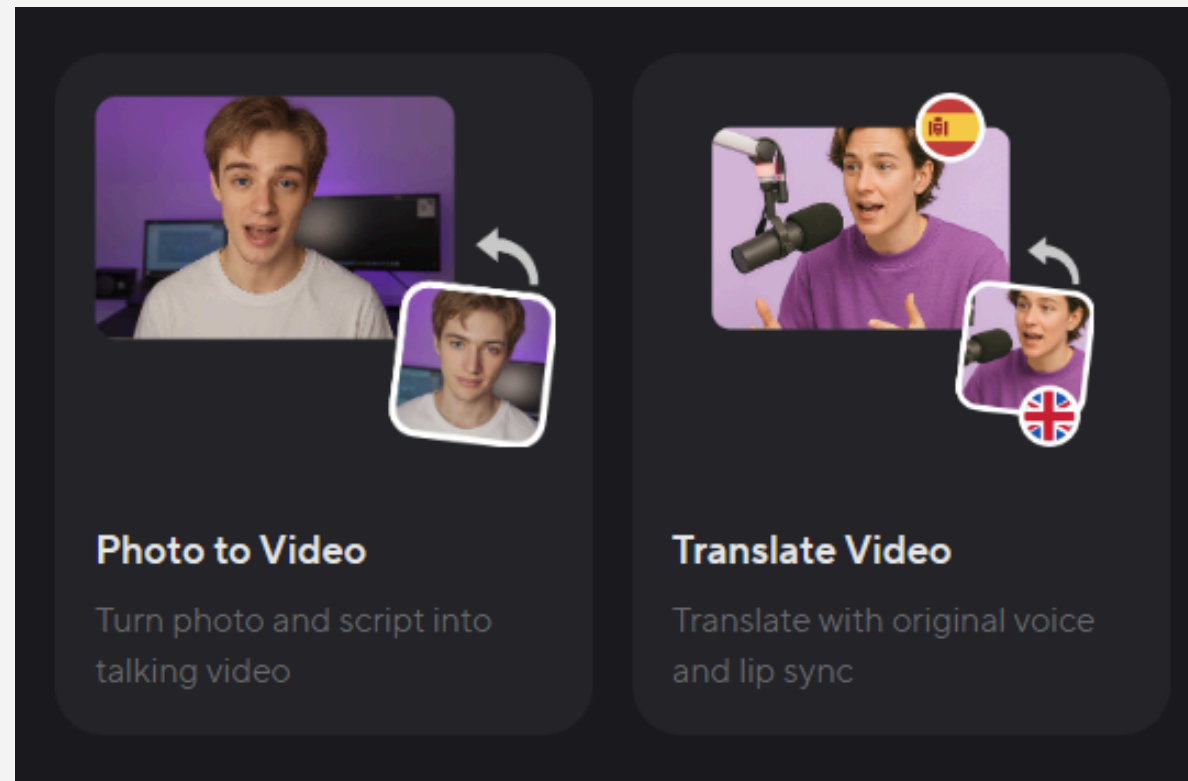 Photo to Video
Turn photo and script into
talking video
Translate Video
Translate with original voice
and lip sync